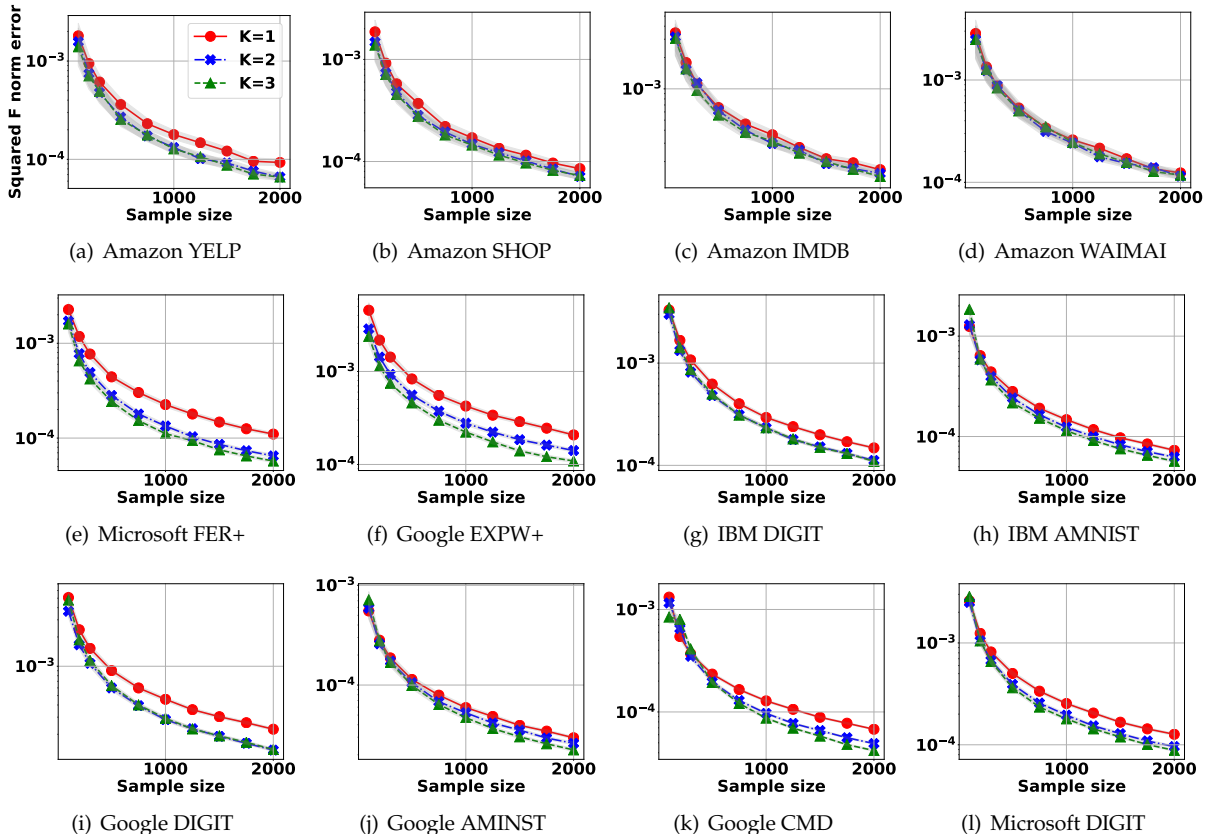 Squared F norm error
10⁻³
10⁻⁴
K=1
K=2
K=3
1000 2000
Sample size
(a) Amazon YELP
10⁻³
10⁻⁴
1000 2000
Sample size
(b) Amazon SHOP
10⁻³
1000 2000
Sample size
(c) Amazon IMDB
10⁻³
10⁻⁴
1000 2000
Sample size
(d) Amazon WAIMAI
10⁻³
10⁻⁴
1000 2000
Sample size
(e) Microsoft FER+
10⁻³
10⁻⁴
1000 2000
Sample size
(f) Google EXPW+
10⁻³
10⁻⁴
1000 2000
Sample size
(g) IBM DIGIT
10⁻³
10⁻⁴
1000 2000
Sample size
(h) IBM AMNIST
10⁻³
1000 2000
Sample size
(i) Google DIGIT
10⁻³
10⁻⁴
1000 2000
Sample size
(j) Google AMINST
10⁻³
10⁻⁴
1000 2000
Sample size
(k) Google CMD
10⁻³
10⁻⁴
1000 2000
Sample size
(l) Microsoft DIGIT